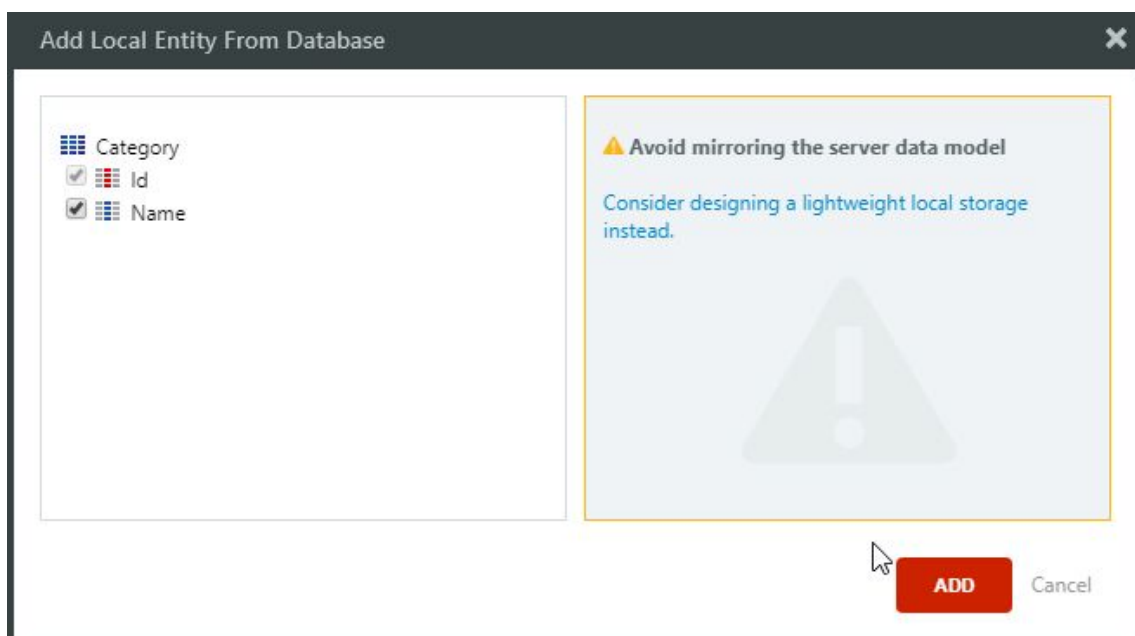 Add Local Entity From Database
Category
Id
Name
Avoid mirroring the server data model
Consider designing a lightweight local storage
instead.
ADD
Cancel